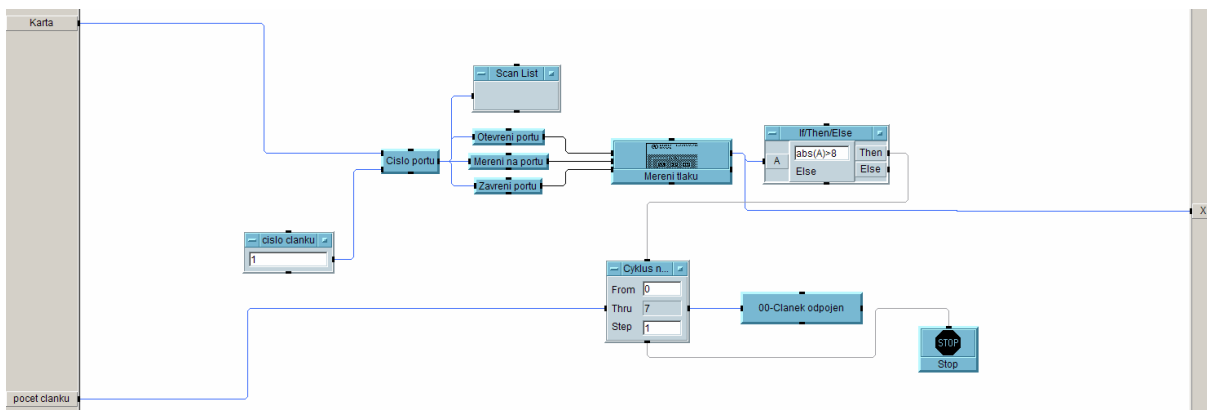 Karta
Scan List
Otevreni portu
Cislo portu
Mereni na portu
Zavreni portu
Mereni tlaku
If/Then/Else
A
abs(A)>8
Then
Else
Else
X
cislo clanku
1
Cyklus n...
From 0
Thru 7
Step 1
00-Clanek odpojen
STOP
Stop
pocet clanku